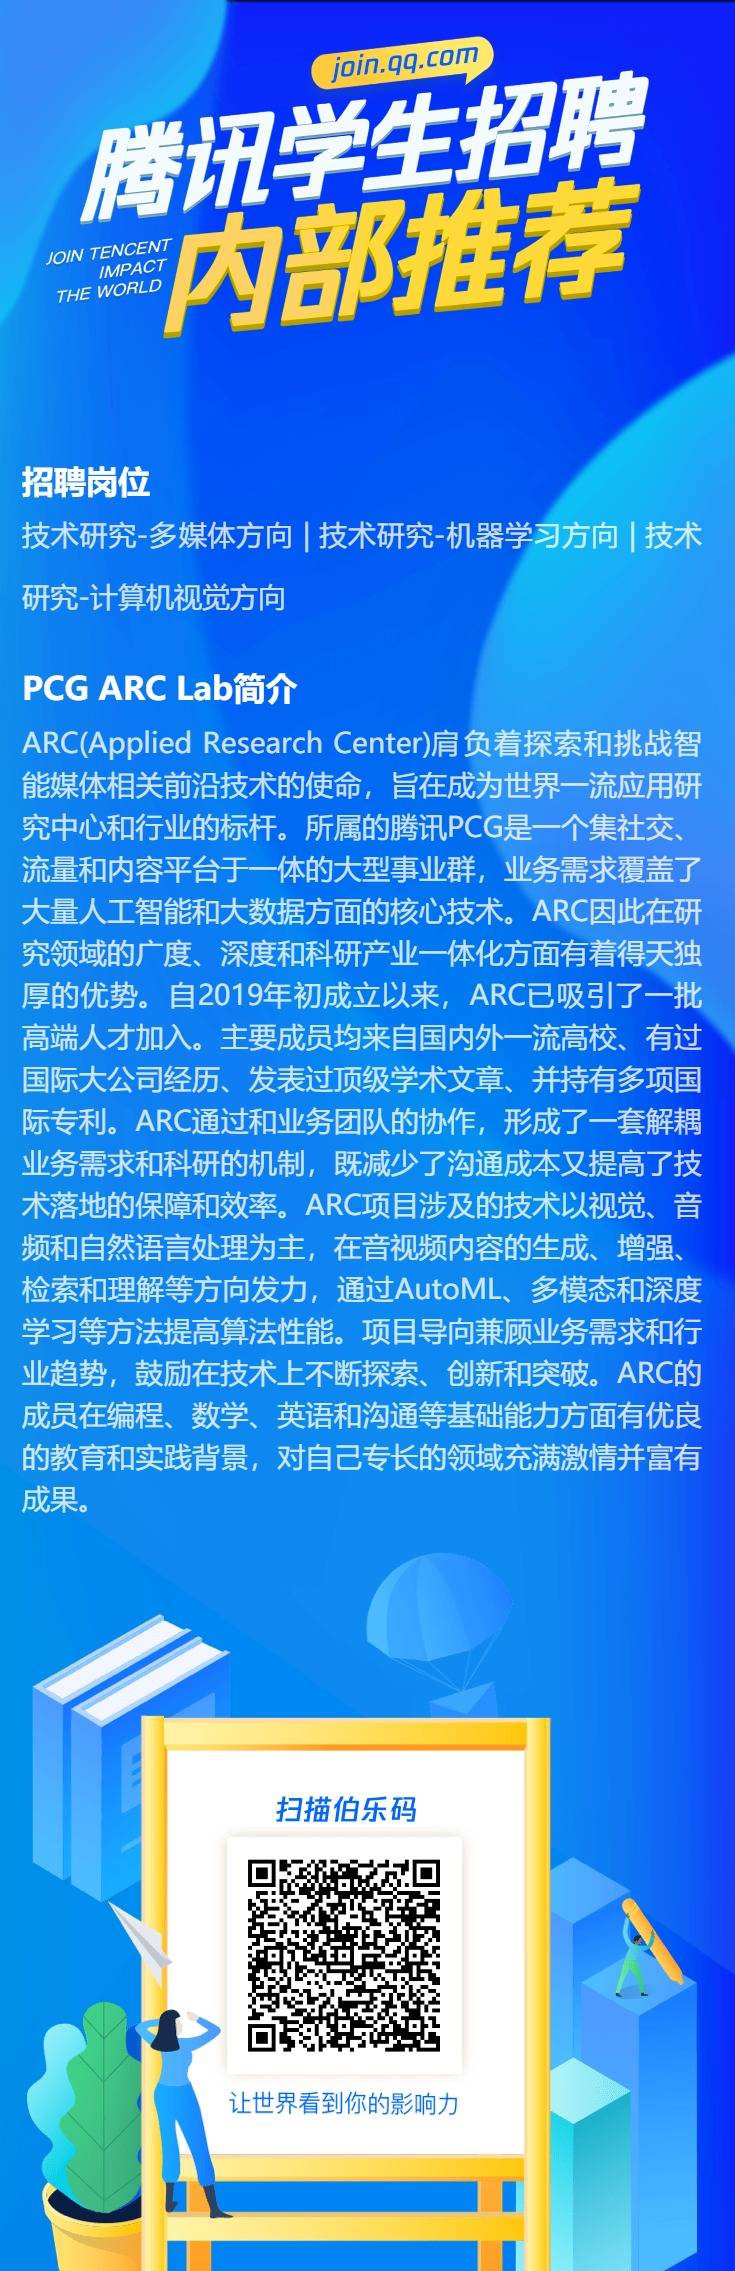 join.qq.com
腾讯学生招聘
内部推荐
JOIN TENCENT
IMPACT
THE WORLD
招聘岗位
技术研究-多媒体方向 | 技术研究-机器学习方向 | 技术
研究-计算机视觉方向
PCG ARC Lab简介
ARC(Applied Research Center)肩负着探索和挑战智
能媒体相关前沿技术的使命，旨在成为世界一流应用研
究中心和行业的标杆。所属的腾讯PCG是一个集社交、
流量和内容平台于一体的大型事业群，业务需求覆盖了
大量人工智能和大数据方面的核心技术。ARC因此在研
究领域的广度、深度和科研产业一体化方面有着得天独
厚的优势。自2019年初成立以来，ARC已吸引了一批
高端人才加入。主要成员均来自国内外一流高校、有过
国际大公司经历、发表过顶级学术文章、并持有多项国
际专利。ARC通过和业务团队的协作，形成了一套解耦
业务需求和科研的机制，既减少了沟通成本又提高了技
术落地的保障和效率。ARC项目涉及的技术以视觉、音
频和自然语言处理为主，在音视频内容的生成、增强、
检索和理解等方向发力，通过AutoML、多模态和深度
学习等方法提高算法性能。项目导向兼顾业务需求和行
业趋势，鼓励在技术上不断探索、创新和突破。ARC的
成员在编程、数学、英语和沟通等基础能力方面有优良
的教育和实践背景，对自己专长的领域充满激情并富有
成果。
扫描伯乐码
让世界看到你的影响力